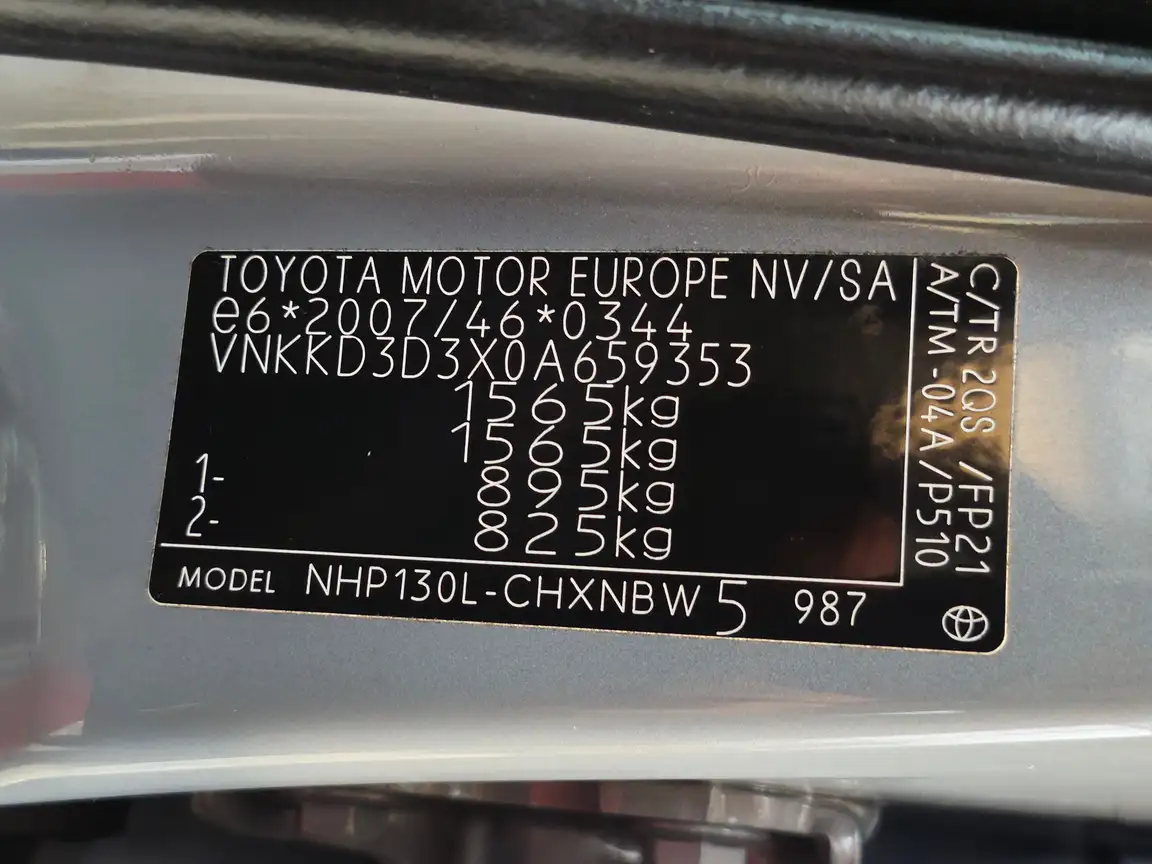 TOYOTA MOTOR EUROPE NV/SA
e6*2007/46*0344
VNKKD3D3X0A659353
1565kg
1565kg
1- 895kg
2- 825kg
MODEL NHP130L-CHXNBW 5 987
C/TR 2QS /FP21
A/TM -04A/P510